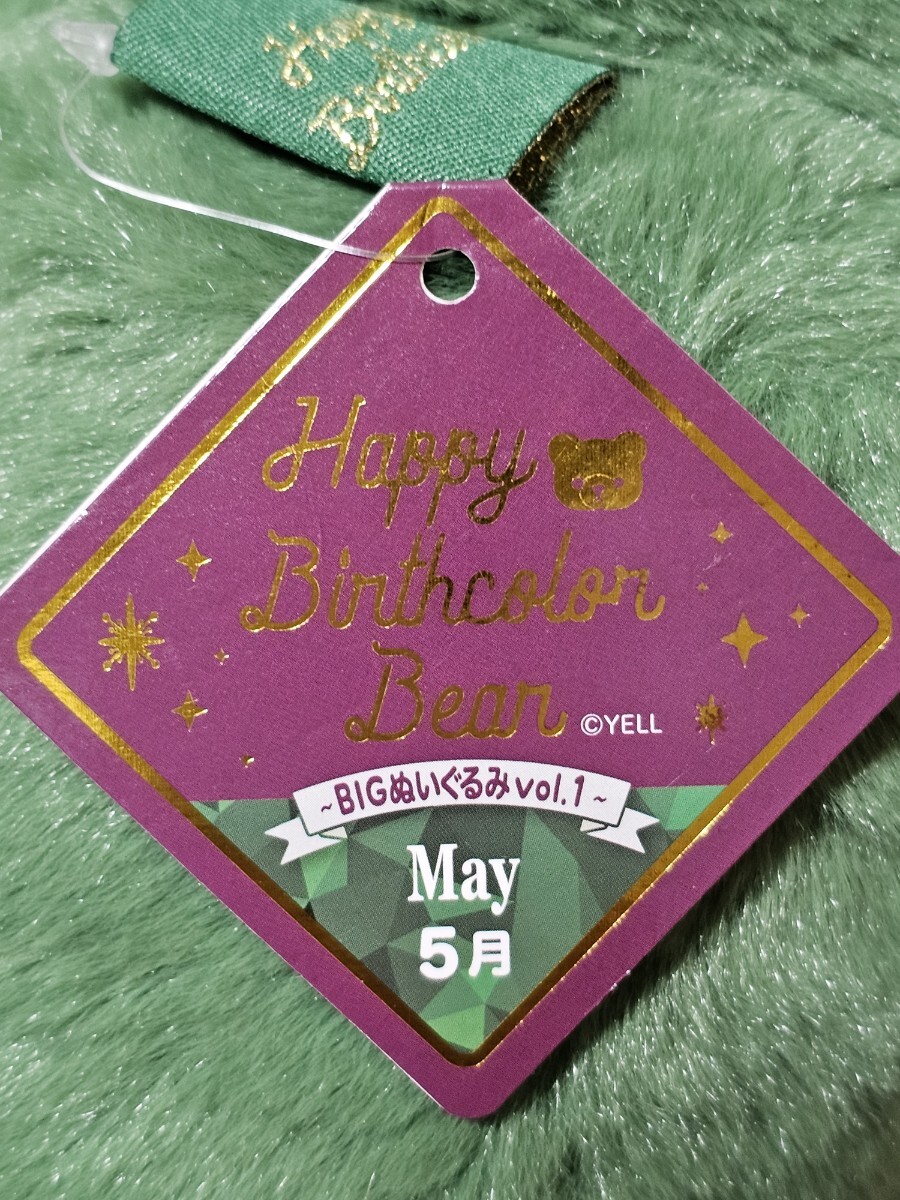 Happy
Happy
Birthcolor
Bear ©YELL
~BIGぬいぐるみvol.1~
May
5月